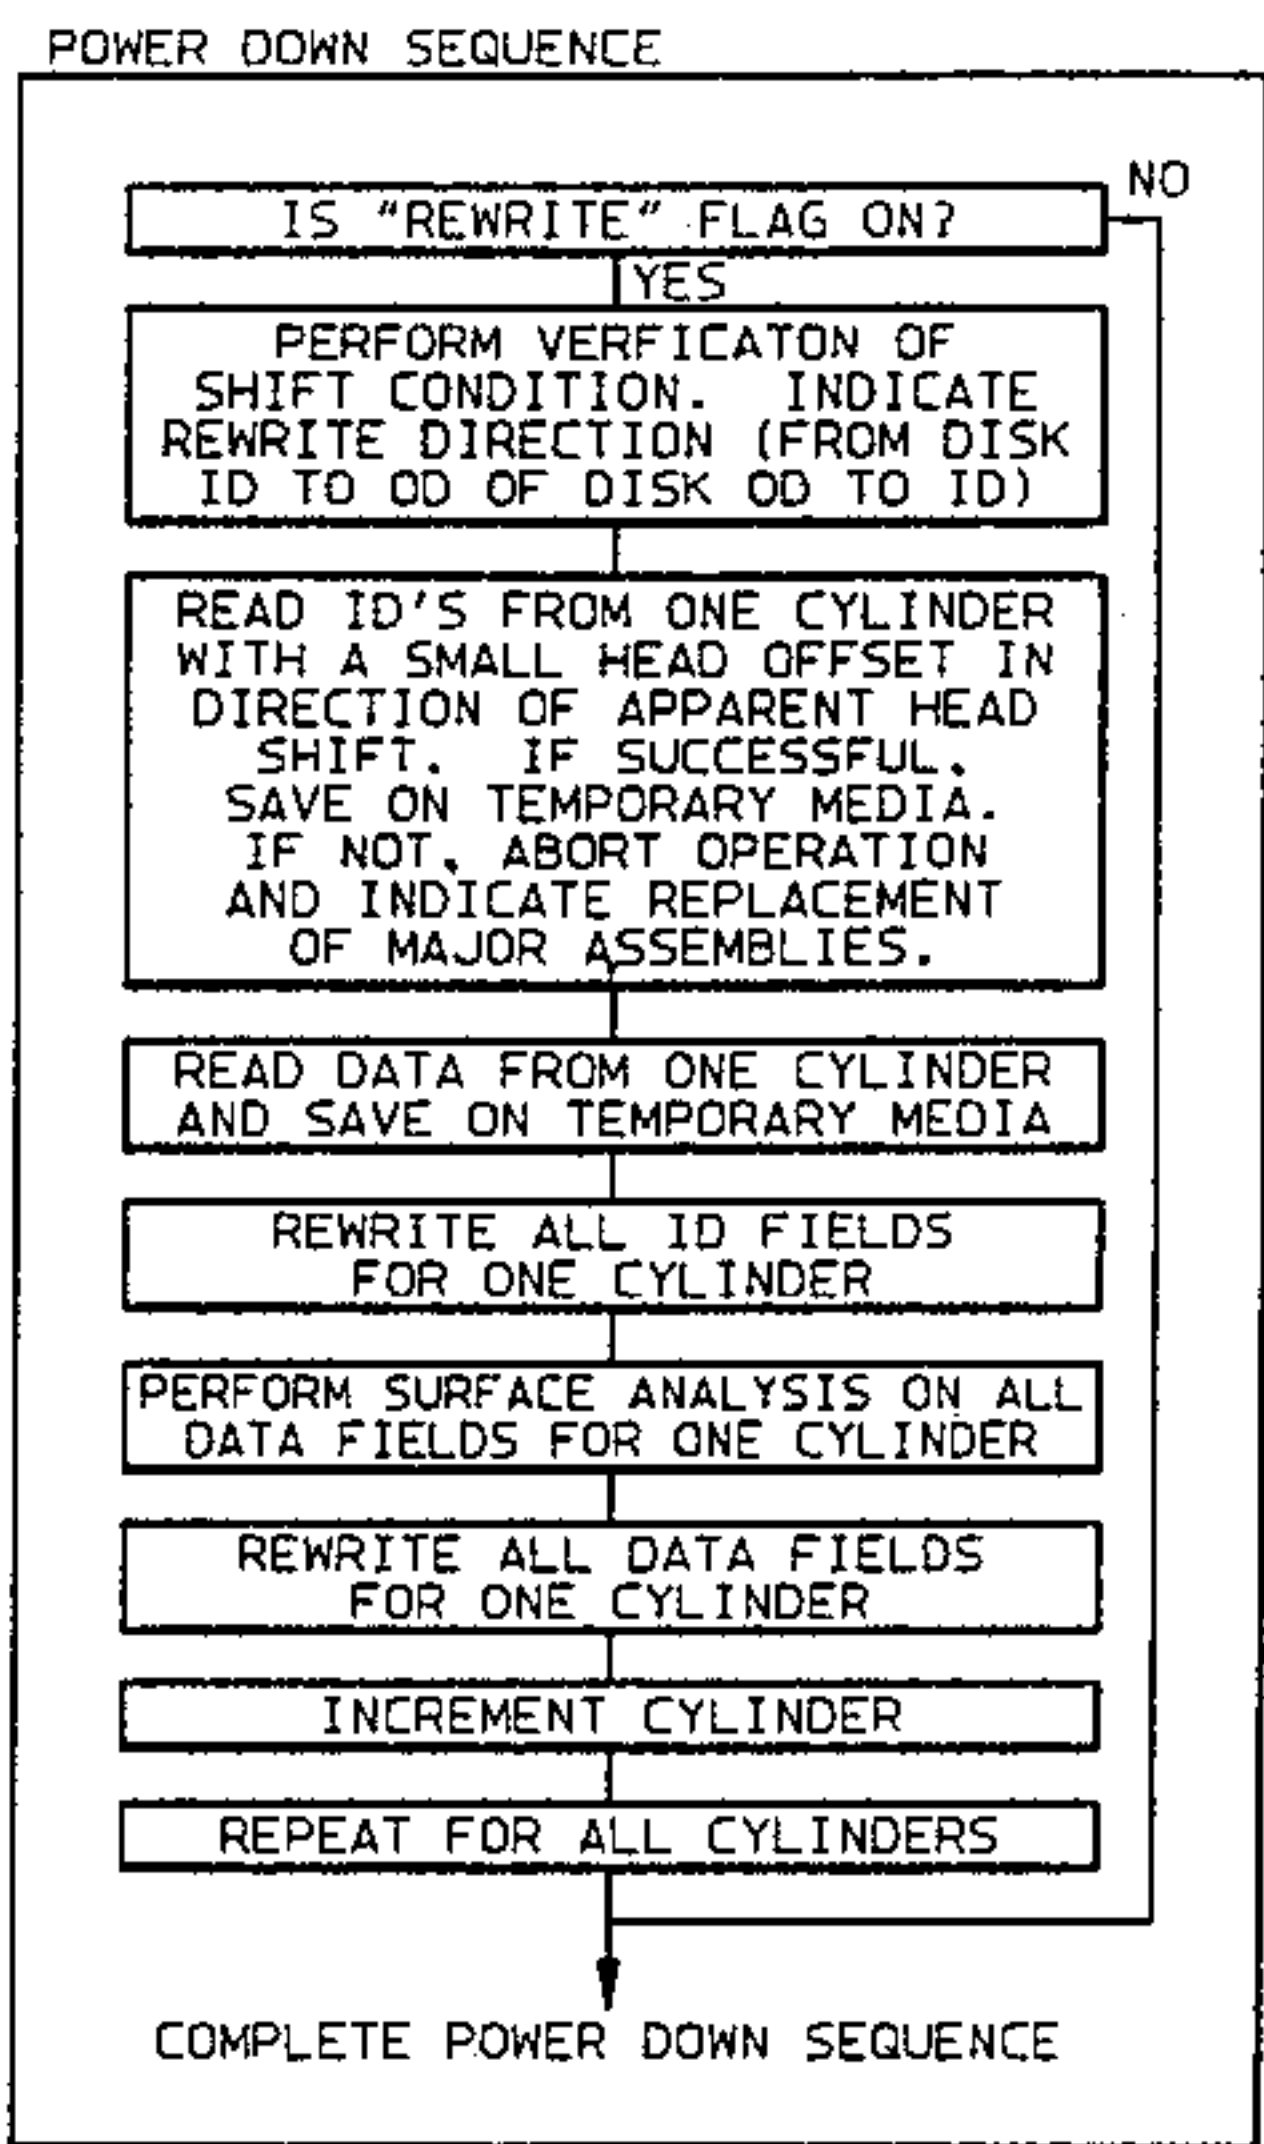 POWER DOWN SEQUENCE
NO
IS "REWRITE" FLAG ON?
YES
PERFORM VERFICATON OF
SHIFT CONDITION. INDICATE
REWRITE DIRECTION (FROM DISK
ID TO OD OF DISK OD TO ID)
READ ID'S FROM ONE CYLINDER
WITH A SMALL HEAD OFFSET IN
DIRECTION OF APPARENT HEAD
SHIFT. IF SUCCESSFUL,
SAVE ON TEMPORARY MEDIA.
IF NOT, ABORT OPERATION
AND INDICATE REPLACEMENT
OF MAJOR ASSEMBLIES.
READ DATA FROM ONE CYLINDER
AND SAVE ON TEMPORARY MEDIA
REWRITE ALL ID FIELDS
FOR ONE CYLINDER
PERFORM SURFACE ANALYSIS ON ALL
DATA FIELDS FOR ONE CYLINDER
REWRITE ALL DATA FIELDS
FOR ONE CYLINDER
INCREMENT CYLINDER
REPEAT FOR ALL CYLINDERS
COMPLETE POWER DOWN SEQUENCE